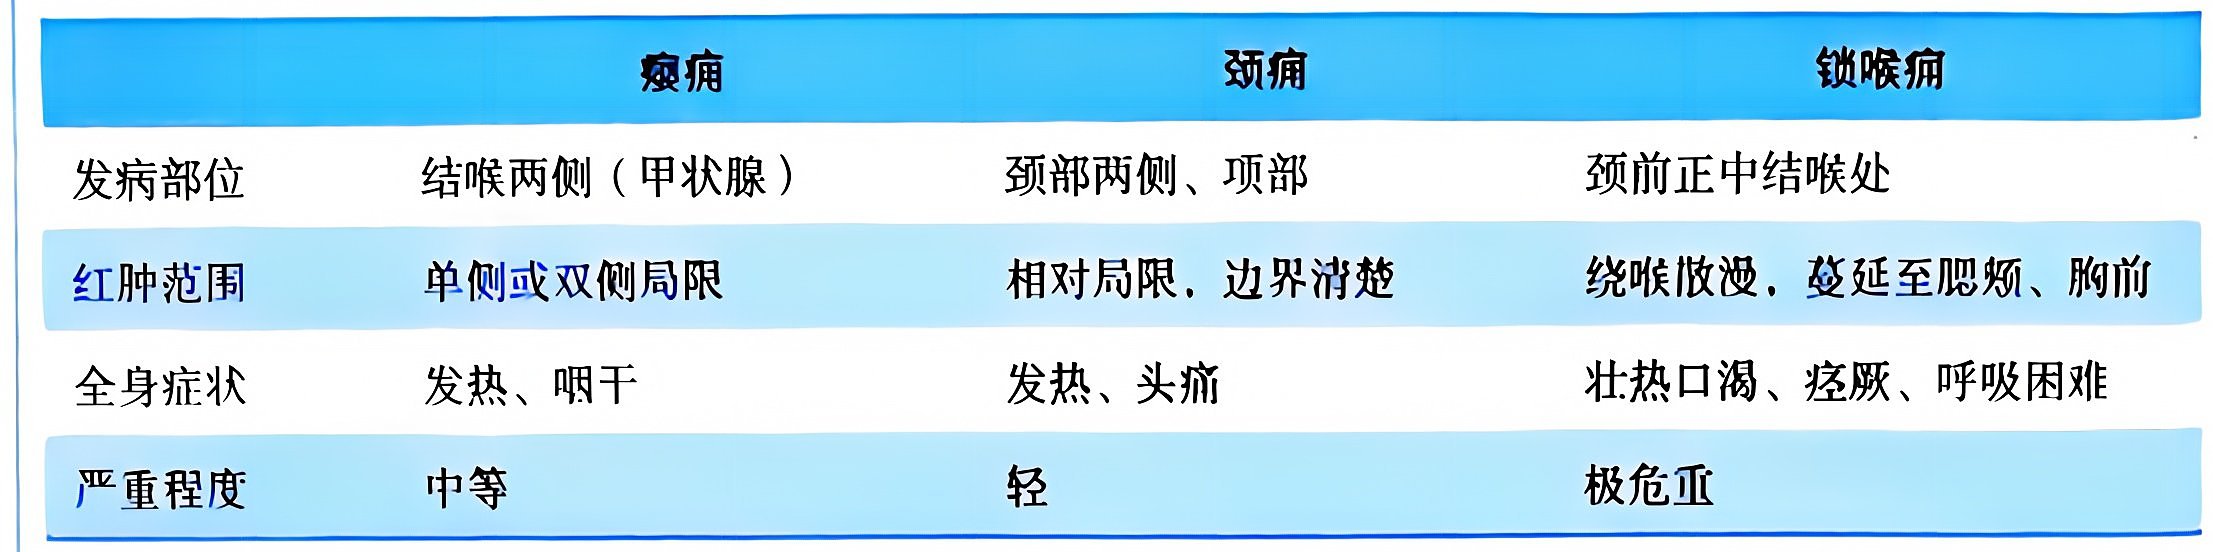 瘿痈 颈痈 锁喉痈
发病部位 结喉两侧（甲状腺） 颈部两侧、项部 颈前正中结喉处
红肿范围 单侧或双侧局限 相对局限，边界清楚 绕喉散漫，蔓延至腮颊、胸前
全身症状 发热、咽干 发热、头痛 壮热口渴、痉厥、呼吸困难
严重程度 中等 轻 极危重